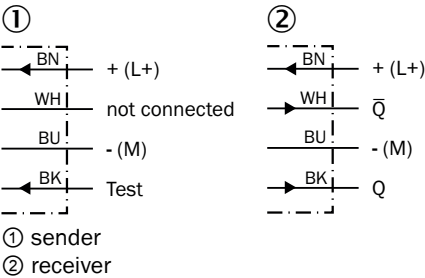 ① ②
BN + (L+) BN + (L+)
WH not connected WH Q̅
BU - (M) BU - (M)
BK Test BK Q
① sender
② receiver